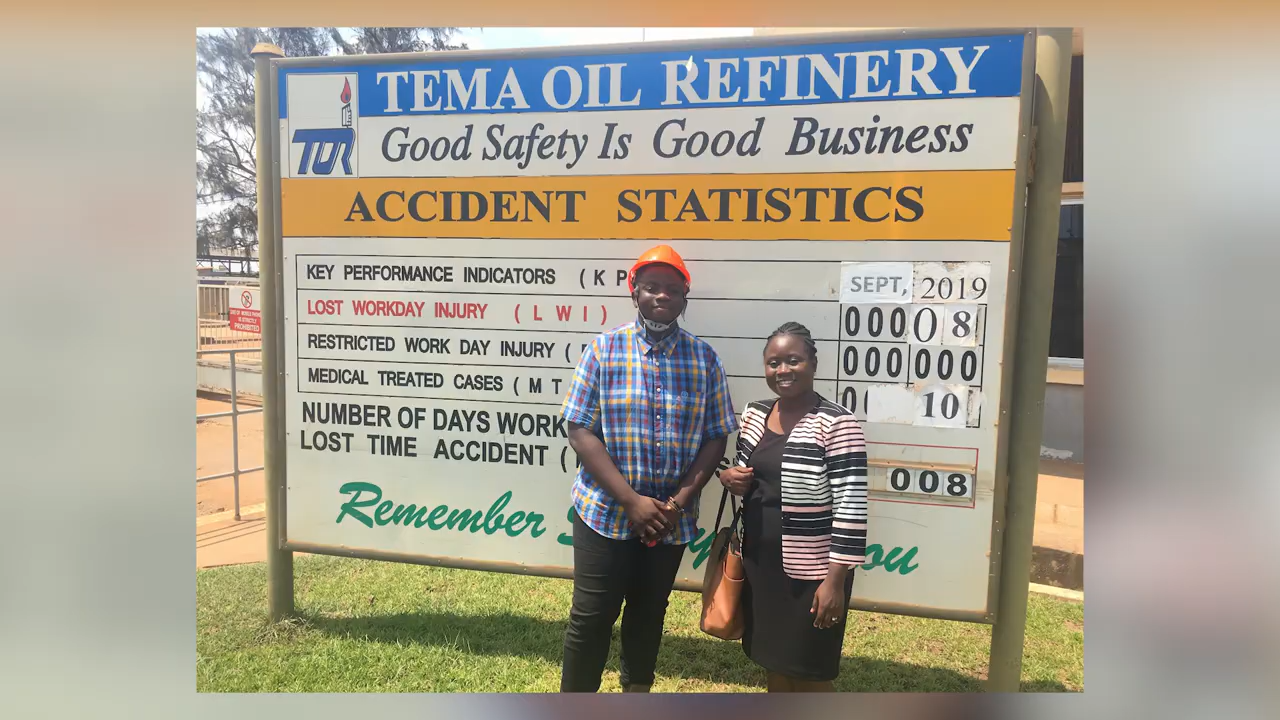 TEMA OIL REFINERY
TOR
Good Safety Is Good Business
ACCIDENT STATISTICS
KEY PERFORMANCE INDICATORS (KP
SEPT, 2019
LOST WORKDAY INJURY (LWI)
00008
RESTRICTED WORK DAY INJURY (
000000
MEDICAL TREATED CASES (MT
0 10
NUMBER OF DAYS WORK
LOST TIME ACCIDENT (
008
Remember
ou
PROHIBITED